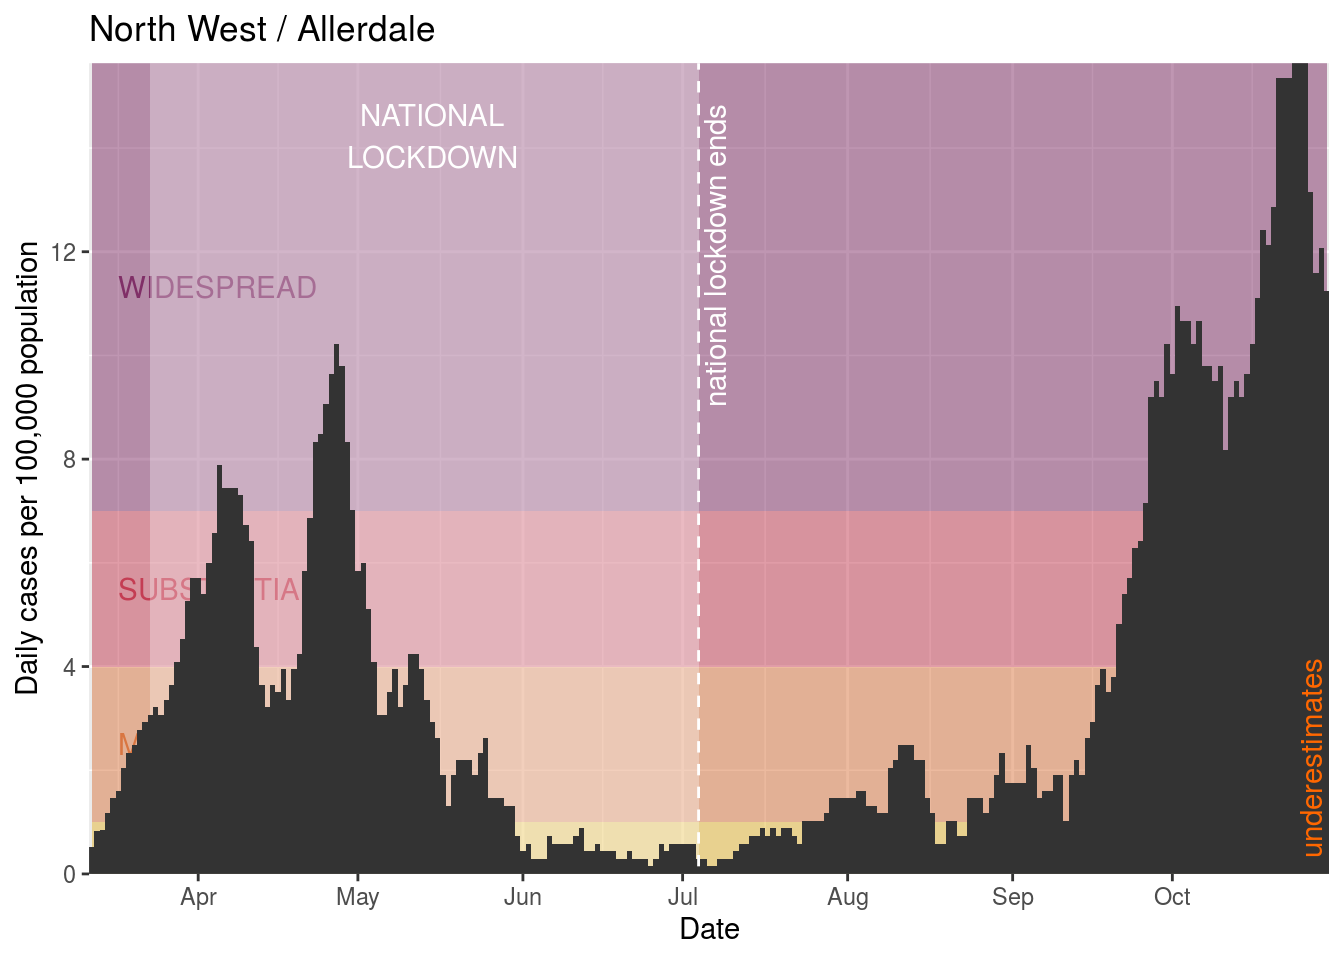 North West / Allerdale
NATIONAL
LOCKDOWN
national lockdown ends
WIDESPREAD
underestimates
Daily cases per 100,000 population
12
8
4
0
Apr
May
Jun
Jul
Aug
Sep
Oct
Date